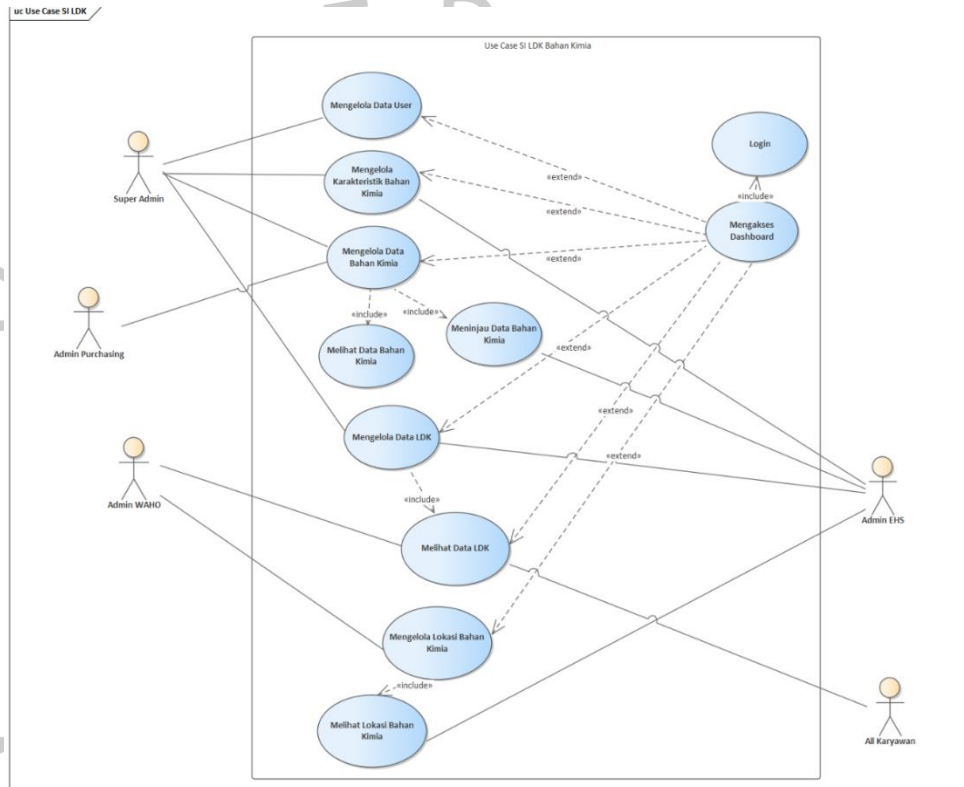 uc Use Case SI LDK
Use Case SI LDK Bahan Kimia
Mengelola Data User
Login
Super Admin
Mengelola
Karakteristik Bahan
Kimia
«extend»
«include»
«extend»
Mengakses
Dashboard
Mengelola Data
Bahan Kimia
«extend»
Admin Purchasing
«include»
«include»
Melihat Data Bahan
Kimia
Meninjau Data Bahan
Kimia
«extend»
Mengelola Data LDK
«extend»
«extend»
Admin WAHO
«include»
Admin EHS
Melihat Data LDK
Mengelola Lokasi Bahan
Kimia
«include»
Melihat Lokasi Bahan
Kimia
All Karyawan